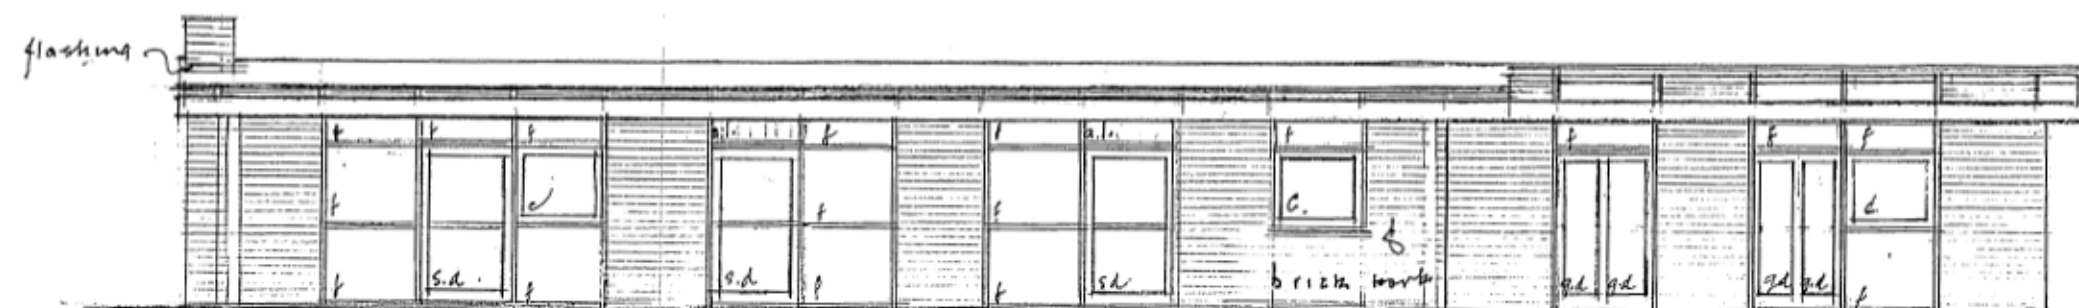 flashing
f f f a.l. f f a.l. f f f f
f c f f c. c.
s.d. s.d s.d brick work g.d g.d g.d g.d
f f f f f